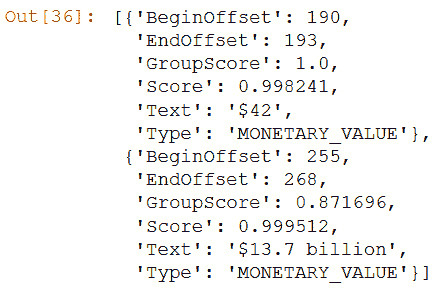 Out[36]: [{'BeginOffset': 190,
'EndOffset': 193,
'GroupScore': 1.0,
'Score': 0.998241,
'Text': '$42',
'Type': 'MONETARY_VALUE'},
{'BeginOffset': 255,
'EndOffset': 268,
'GroupScore': 0.871696,
'Score': 0.999512,
'Text': '$13.7 billion',
'Type': 'MONETARY_VALUE'}]